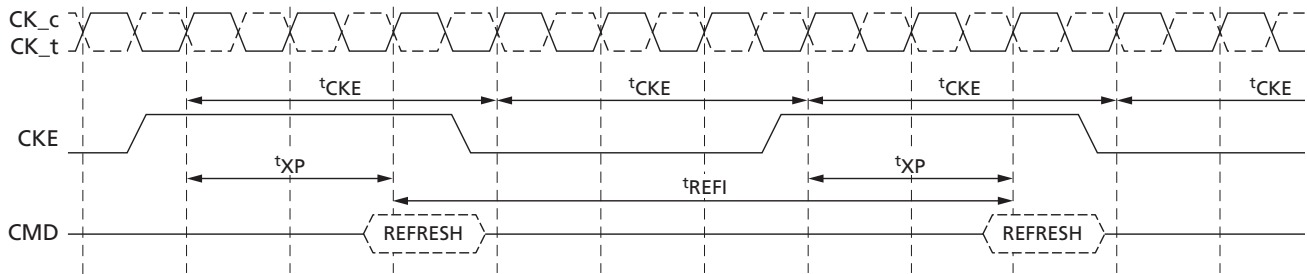 CK_c
CK_t
tCKE tCKE tCKE tCKE
CKE
tXP tXP
tREFI
CMD REFRESH REFRESH